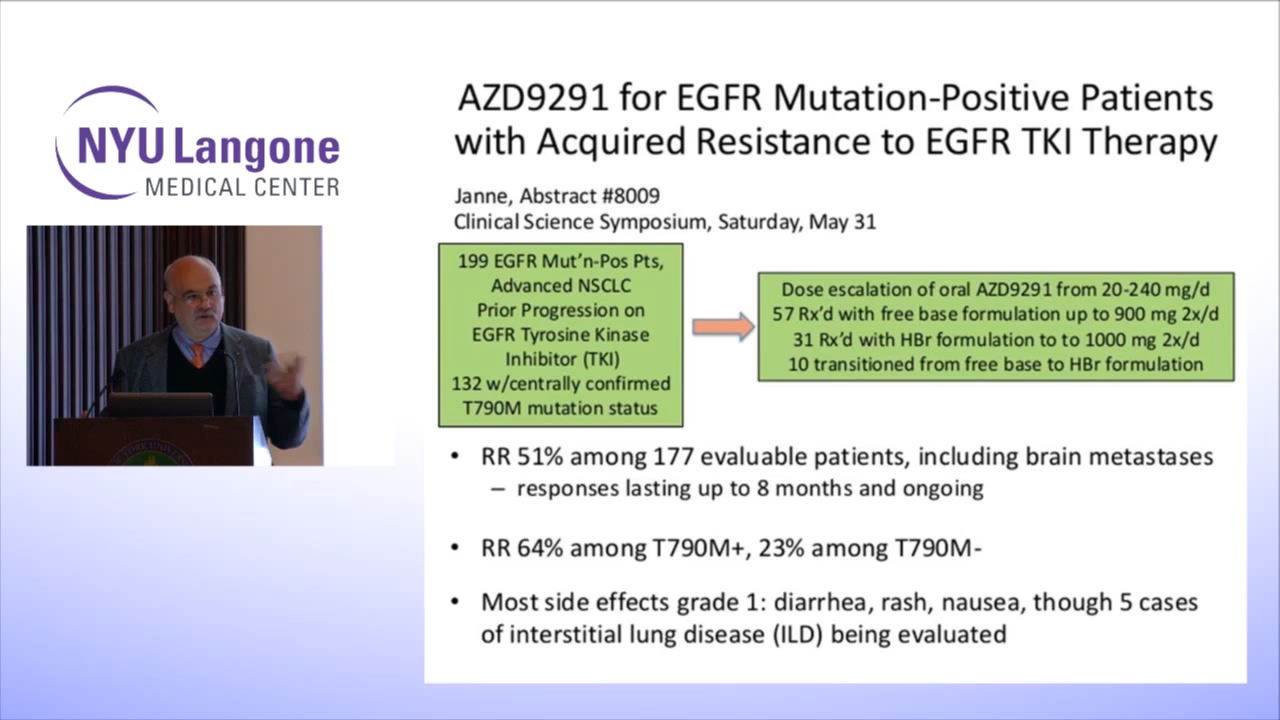 NYU Langone
MEDICAL CENTER
AZD9291 for EGFR Mutation-Positive Patients
with Acquired Resistance to EGFR TKI Therapy
Janne, Abstract #8009
Clinical Science Symposium, Saturday, May 31
199 EGFR Mut’n-Pos Pts,
Advanced NSCLC
Prior Progression on
EGFR Tyrosine Kinase
Inhibitor (TKI)
132 w/centrally confirmed
T790M mutation status
Dose escalation of oral AZD9291 from 20-240 mg/d
57 Rx’d with free base formulation up to 900 mg 2x/d
31 Rx’d with HBr formulation to to 1000 mg 2x/d
10 transitioned from free base to HBr formulation
• RR 51% among 177 evaluable patients, including brain metastases
– responses lasting up to 8 months and ongoing
• RR 64% among T790M+, 23% among T790M-
• Most side effects grade 1: diarrhea, rash, nausea, though 5 cases
of interstitial lung disease (ILD) being evaluated